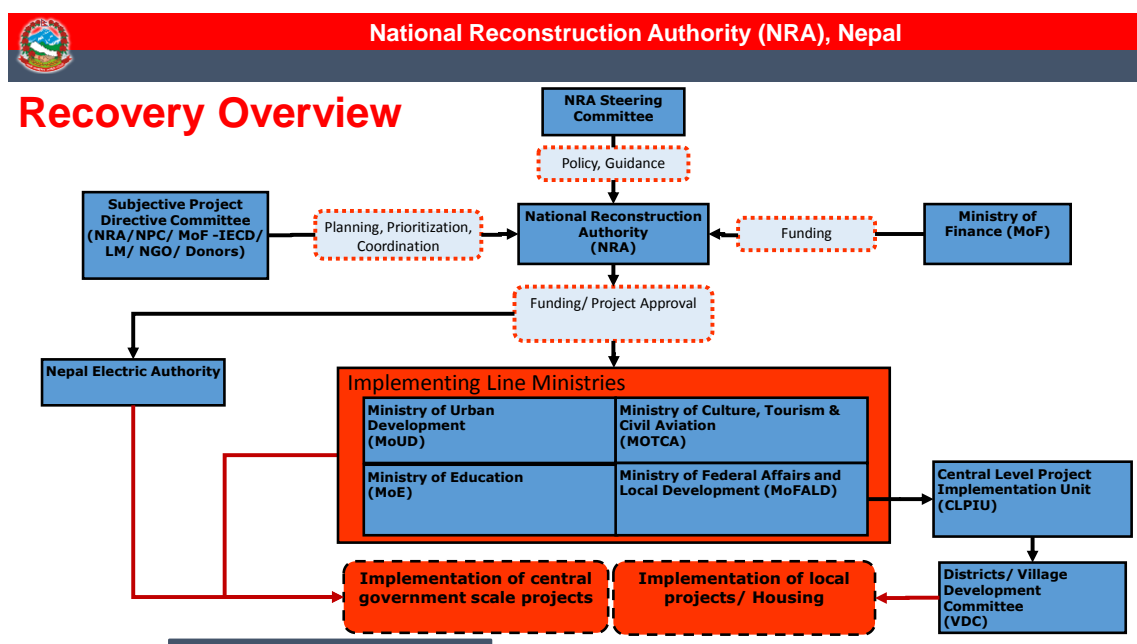 National Reconstruction Authority (NRA), Nepal
Recovery Overview
NRA Steering
Committee
Policy, Guidance
Subjective Project
Directive Committee
(NRA/NPC/ MoF -IECD/
LM/ NGO/ Donors)
Planning, Prioritization,
Coordination
National Reconstruction
Authority
(NRA)
Funding
Ministry of
Finance (MoF)
Funding/ Project Approval
Nepal Electric Authority
Implementing Line Ministries
Ministry of Urban
Development
(MoUD)
Ministry of Culture, Tourism &
Civil Aviation
(MOTCA)
Ministry of Education
(MoE)
Ministry of Federal Affairs and
Local Development (MoFALD)
Central Level Project
Implementation Unit
(CLPIU)
Implementation of central
government scale projects
Implementation of local
projects/ Housing
Districts/ Village
Development
Committee
(VDC)